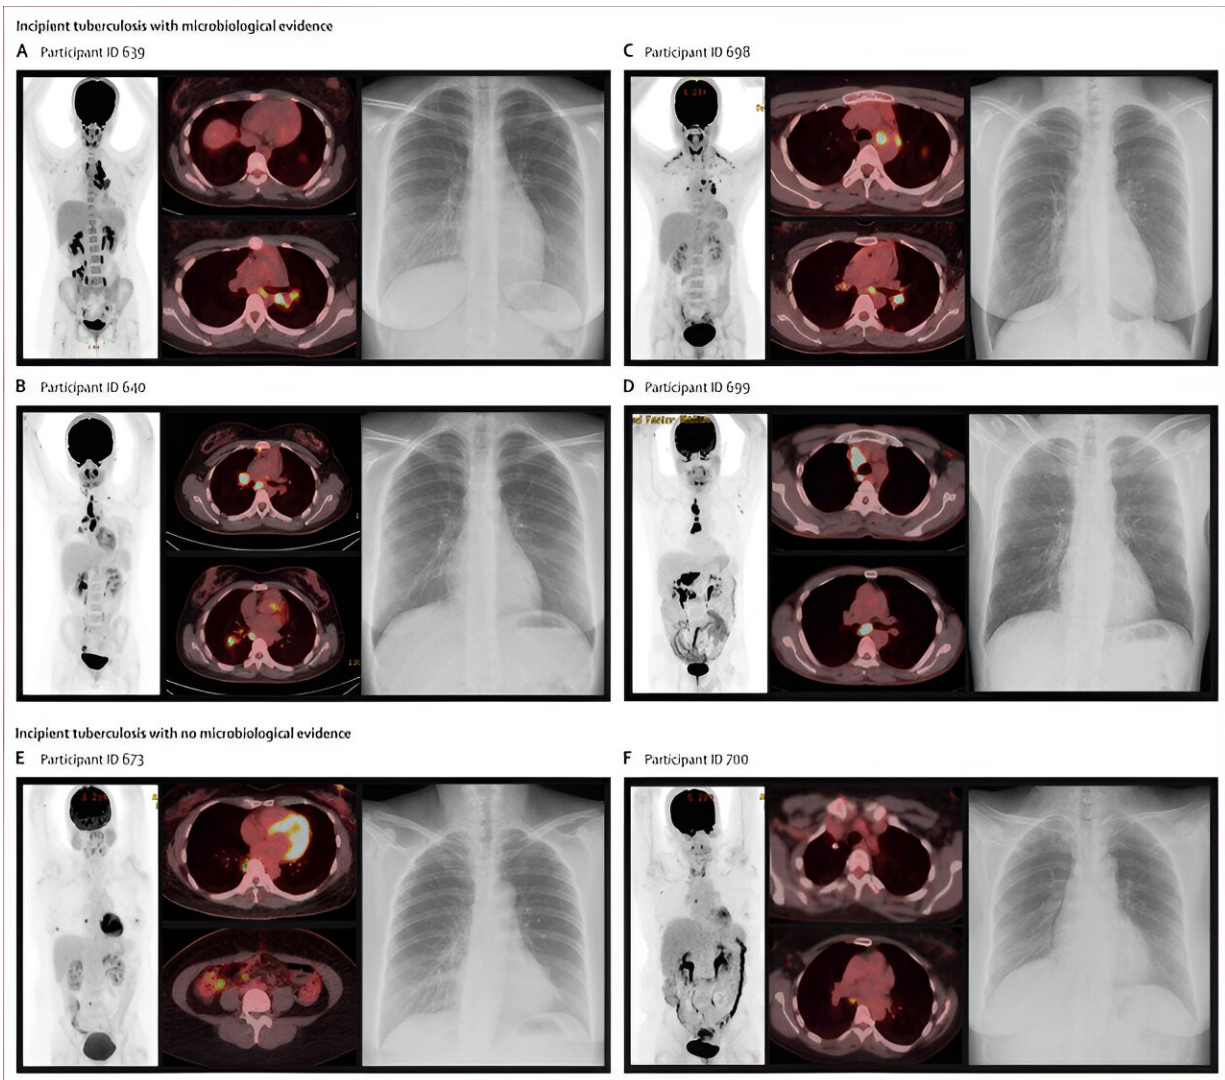 Incipient tuberculosis with microbiological evidence
A Participant ID 639
C Participant ID 698
B Participant ID 640
D Participant ID 699
Incipient tuberculosis with no microbiological evidence
E Participant ID 673
F Participant ID 700